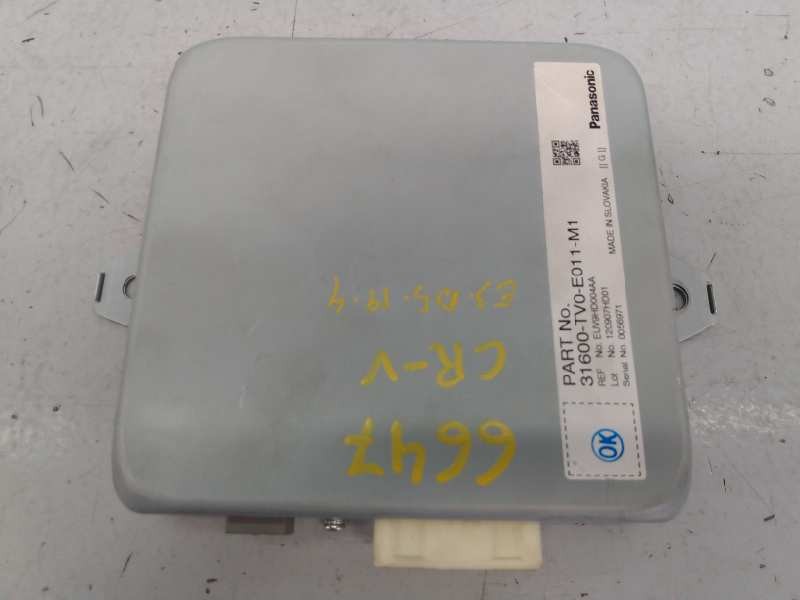 PART No.
31600-TV0-E011-M1
REF No. EUV9HD004AA
Lot No. 120907HD01
Serial No. 0056971
MADE IN SLOVAKIA [[ G ]]
Panasonic
OK
6647
CR-V
E3.D5.19.4